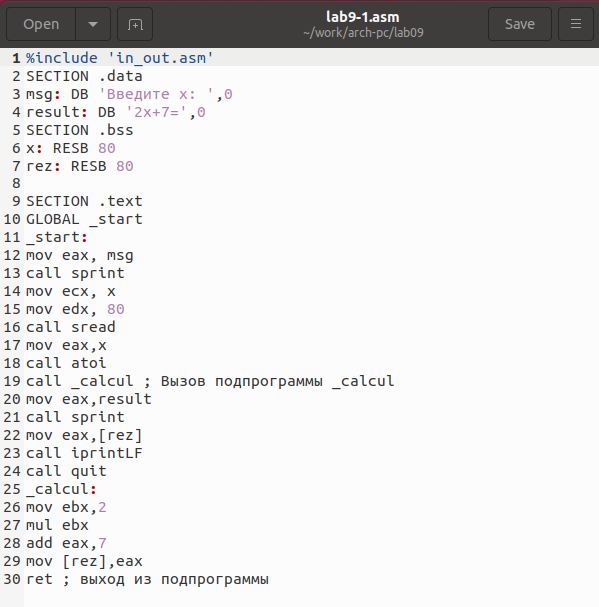 Open
lab9-1.asm
~/work/arch-pc/lab09
Save
1 %include 'in_out.asm'
2 SECTION .data
3 msg: DB 'Введите x: ',0
4 result: DB '2x+7=',0
5 SECTION .bss
6 x: RESB 80
7 rez: RESB 80
8
9 SECTION .text
10 GLOBAL _start
11 _start:
12 mov eax, msg
13 call sprint
14 mov ecx, x
15 mov edx, 80
16 call sread
17 mov eax,x
18 call atoi
19 call _calcul ; Вызов подпрограммы _calcul
20 mov eax,result
21 call sprint
22 mov eax,[rez]
23 call iprintLF
24 call quit
25 _calcul:
26 mov ebx,2
27 mul ebx
28 add eax,7
29 mov [rez],eax
30 ret ; выход из подпрограммы